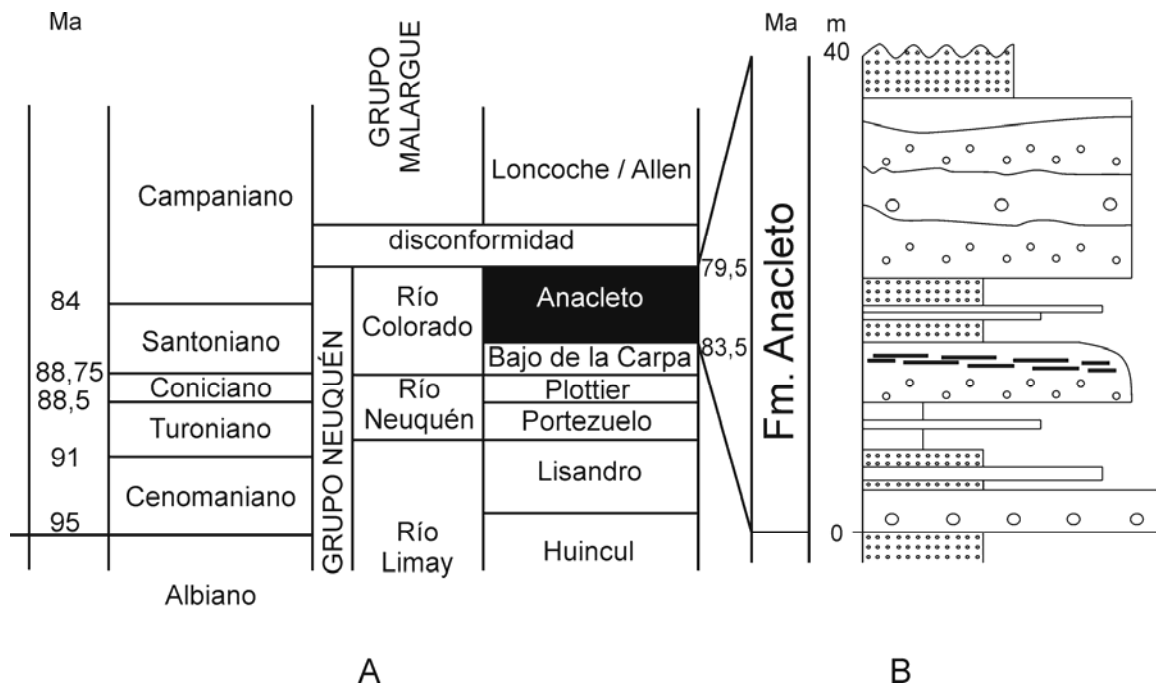 Ma
GRUPO
MALARGUE
Ma
m
40
Campaniano
Loncoche / Allen
disconformidad
79,5
84
Río
Colorado
Anacleto
Santoniano
83,5
Bajo de la Carpa
88,75
Coniciano
Río
Neuquén
Plottier
88,5
Turoniano
Portezuelo
91
Lisandro
Cenomaniano
GRUPO NEUQUÉN
95
Río
Limay
Huincul
Albiano
Fm. Anacleto
0
A
B